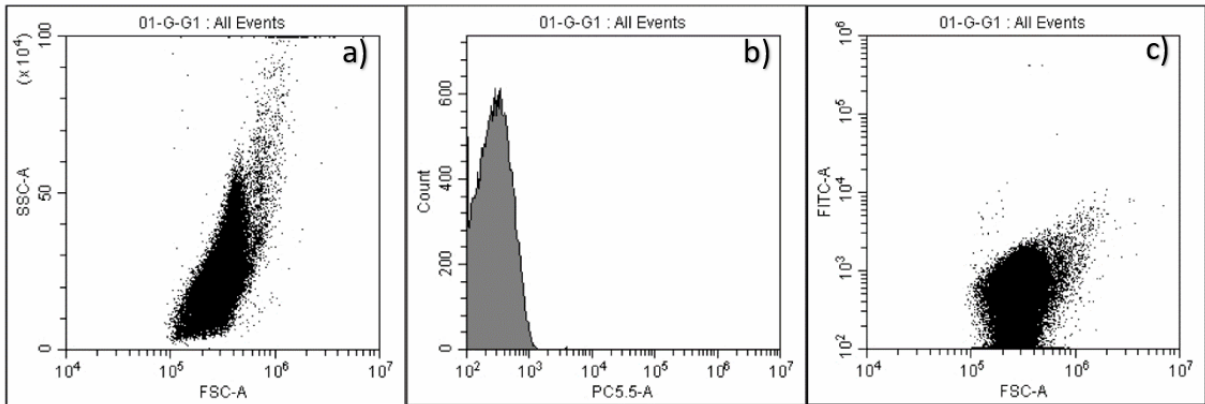 01-G-G1 : All Events
a)
SSC-A
(x 10⁴)
0
50
100
10⁴
10⁵
10⁶
10⁷
FSC-A
01-G-G1 : All Events
b)
Count
0
200
400
600
10²
10³
10⁴
10⁵
10⁶
10⁷
PC5.5-A
01-G-G1 : All Events
c)
FITC-A
10²
10³
10⁴
10⁵
10⁶
10⁴
10⁵
10⁶
10⁷
FSC-A